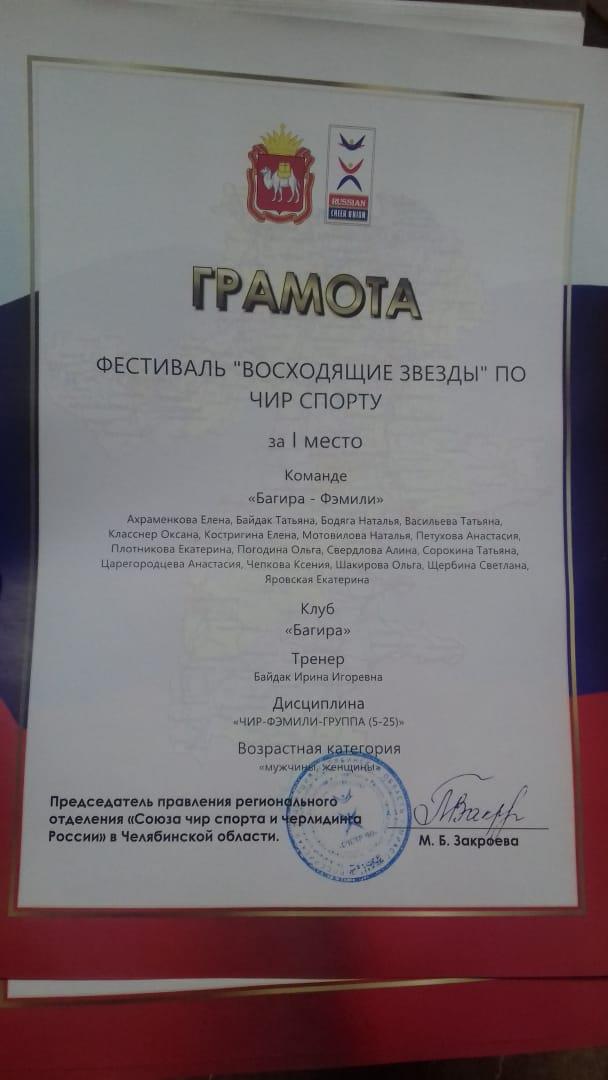 RUSSIAN
CHEER UNION
ГРАМОТА
ФЕСТИВАЛЬ "ВОСХОДЯЩИЕ ЗВЕЗДЫ" ПО
ЧИР СПОРТУ
за I место
Команде
«Багира - Фэмили»
Ахраменкова Елена, Байдак Татьяна, Бодяга Наталья, Васильева Татьяна,
Класснер Оксана, Костригина Елена, Мотовилова Наталья, Петухова Анастасия,
Плотникова Екатерина, Погодина Ольга, Свердлова Алина, Сорокина Татьяна,
Царегородцева Анастасия, Чепкова Ксения, Шакирова Ольга, Щербина Светлана,
Яровская Екатерина
Клуб
«Багира»
Тренер
Байдак Ирина Игоревна
Дисциплина
«ЧИР-ФЭМИЛИ-ГРУППА (5-25)»
Возрастная категория
«мужчины, женщины»
Председатель правления регионального
отделения «Союза чир спорта и черлидинга
России» в Челябинской области.
М. Б. Закроева